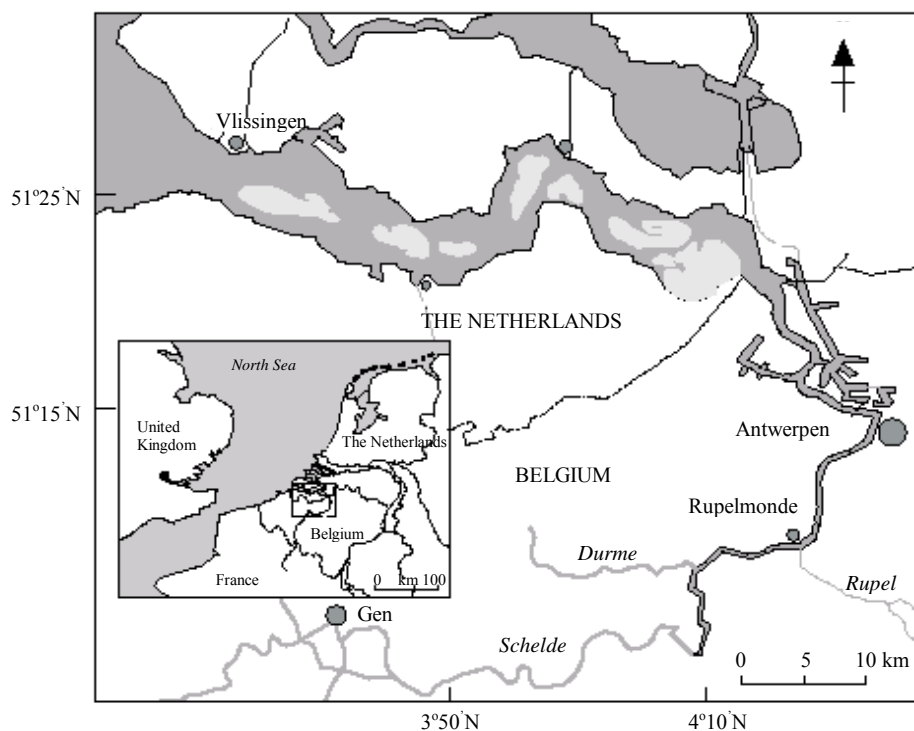 Vlissingen
51°25'N
THE NETHERLANDS
North Sea
51°15'N
United
Kingdom
The Netherlands
Antwerpen
BELGIUM
Rupelmonde
Belgium
Durme
France
0 km 100
Rupel
Gen
Schelde
0 5 10 km
3°50'N
4°10'N